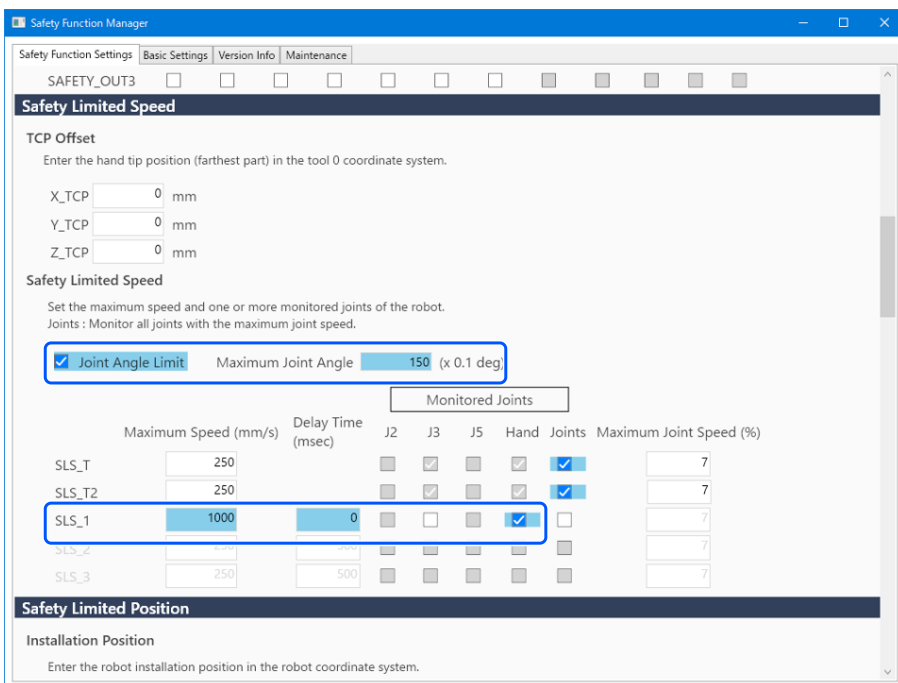 Safety Function Manager
Safety Function Settings Basic Settings Version Info Maintenance
SAFETY_OUT3
Safety Limited Speed
TCP Offset
Enter the hand tip position (farthest part) in the tool 0 coordinate system.
X_TCP 0 mm
Y_TCP 0 mm
Z_TCP 0 mm
Safety Limited Speed
Set the maximum speed and one or more monitored joints of the robot.
Joints : Monitor all joints with the maximum joint speed.
Joint Angle Limit Maximum Joint Angle 150 (x 0.1 deg)
Monitored Joints
Maximum Speed (mm/s) Delay Time (msec) J2 J3 J5 Hand Joints Maximum Joint Speed (%)
SLS_T 250 7
SLS_T2 250 7
SLS_1 1000 0 7
SLS_2 250 500 7
SLS_3 250 500 7
Safety Limited Position
Installation Position
Enter the robot installation position in the robot coordinate system.